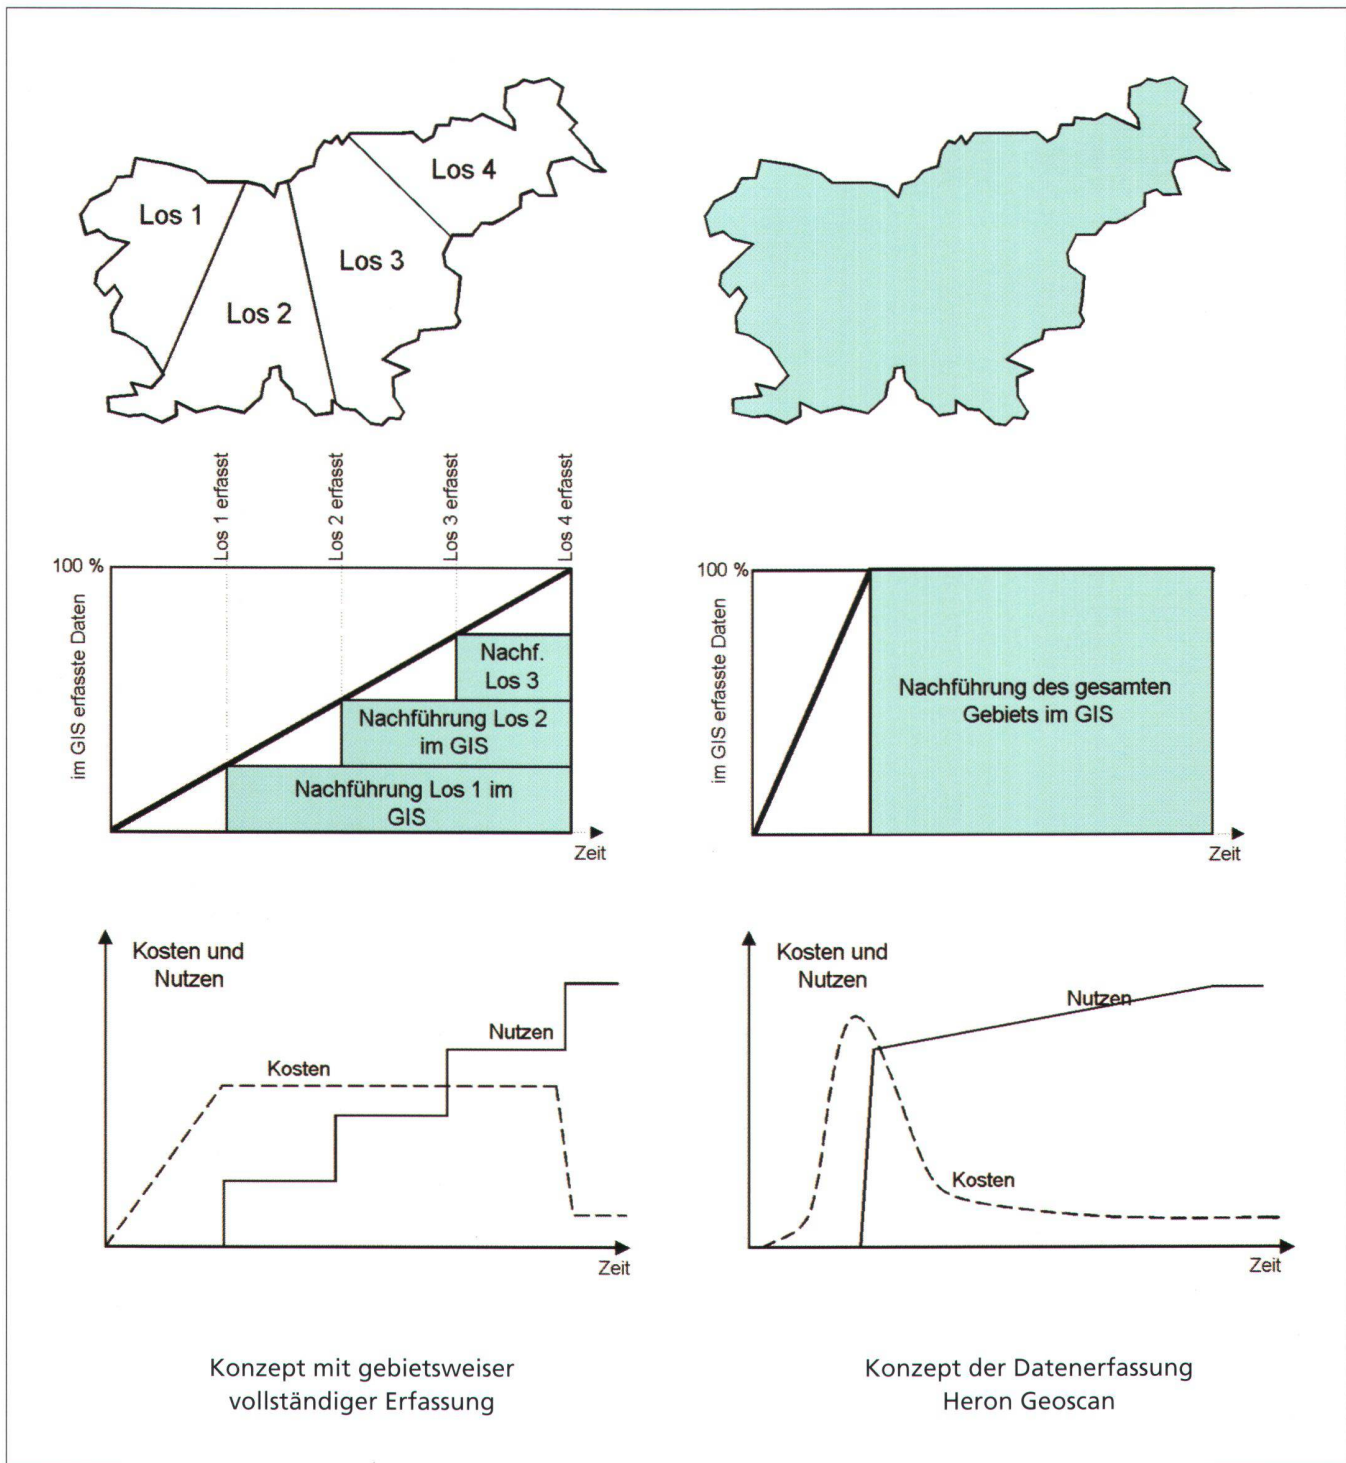 Los 1
Los 2
Los 3
Los 4
Los 1 erfasst
Los 2 erfasst
Los 3 erfasst
Los 4 erfasst
100 %
im GIS erfasste Daten
Nachf.
Los 3
Nachführung Los 2
im GIS
Nachführung Los 1 im
GIS
Zeit
100 %
im GIS erfasste Daten
Nachführung des gesamten
Gebiets im GIS
Zeit
Kosten und
Nutzen
Nutzen
Kosten
Zeit
Kosten und
Nutzen
Nutzen
Kosten
Zeit
Konzept mit gebietsweiser
vollständiger Erfassung
Konzept der Datenerfassung
Heron Geoscan